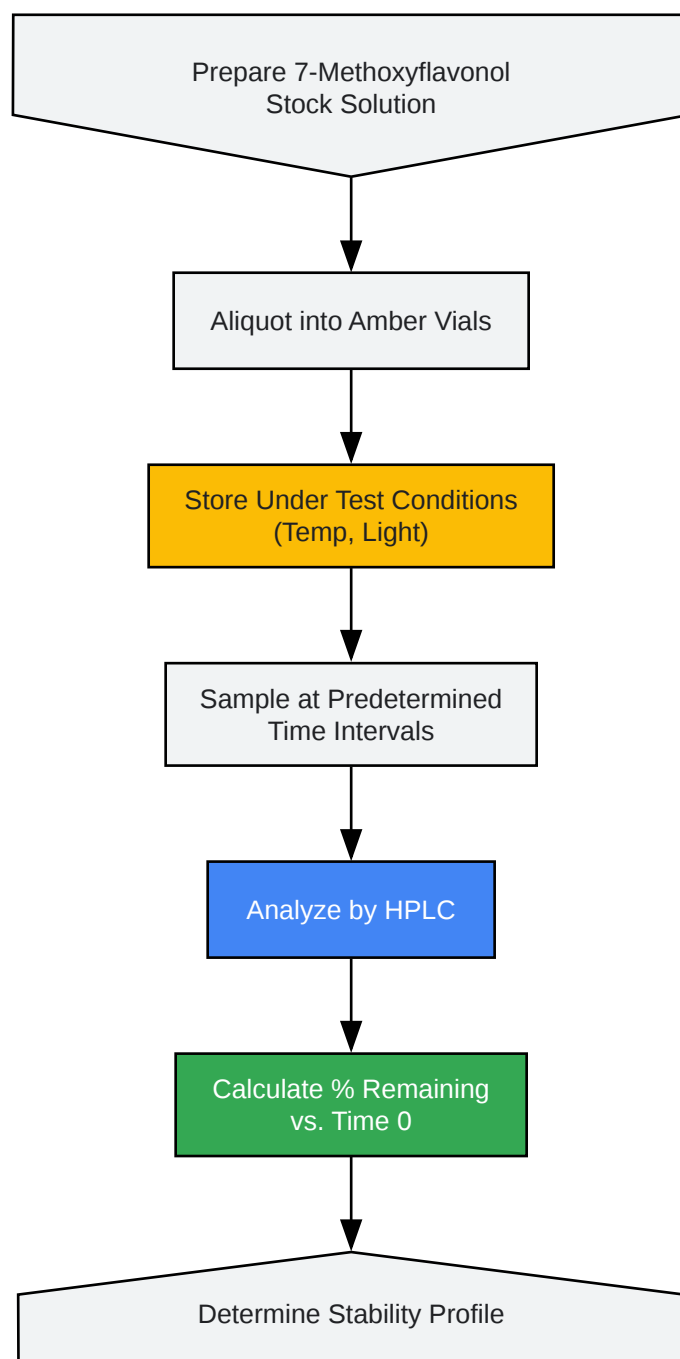 Prepare 7-Methoxyflavonol
Stock Solution
Aliquot into Amber Vials
Store Under Test Conditions
(Temp, Light)
Sample at Predetermined
Time Intervals
Analyze by HPLC
Calculate % Remaining
vs. Time 0
Determine Stability Profile